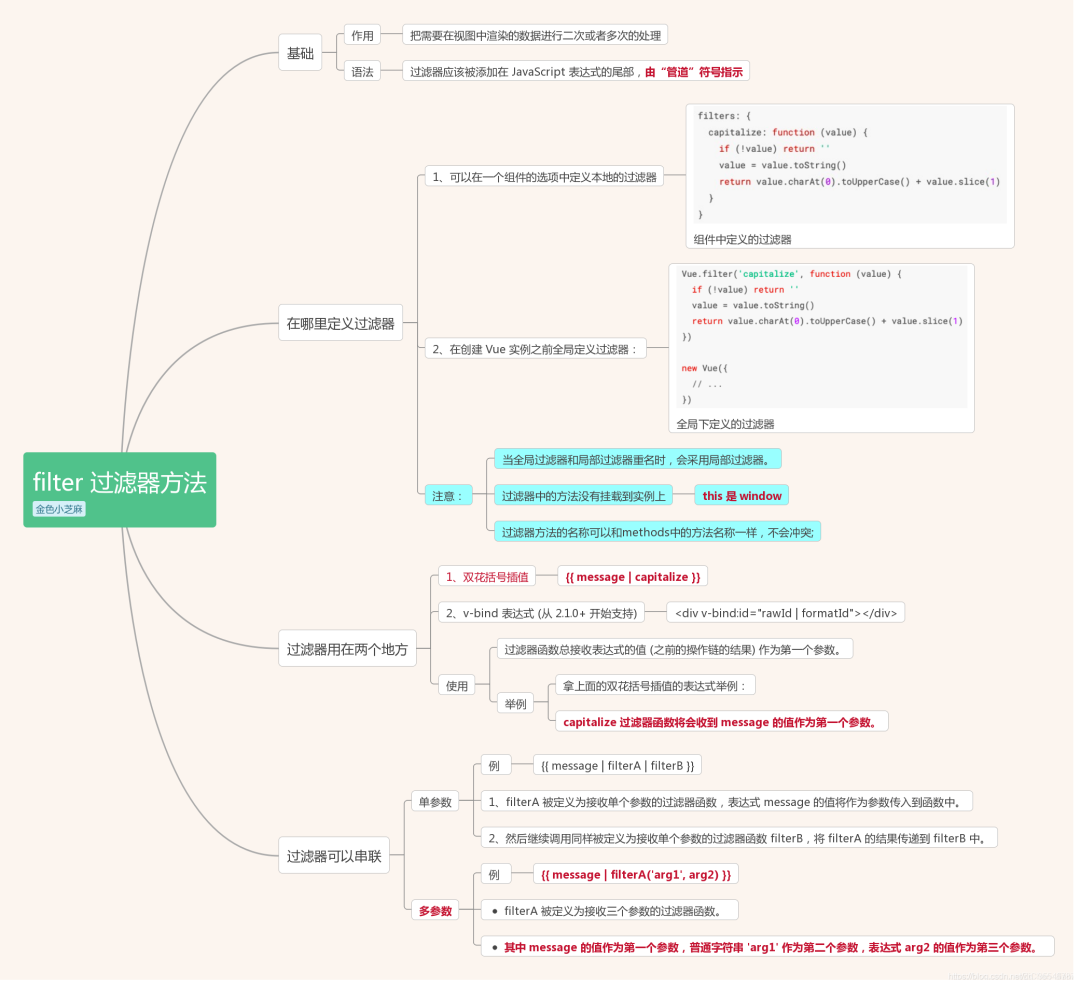 filter 过滤器方法
金色小芝麻
基础
作用
把需要在视图中渲染的数据进行二次或者多次的处理
语法
过滤器应该被添加在 JavaScript 表达式的尾部，由“管道”符号指示
在哪里定义过滤器
1、可以在一个组件的选项中定义本地的过滤器
filters: {
capitalize: function (value) {
if (!value) return ''
value = value.toString()
return value.charAt(0).toUpperCase() + value.slice(1)
}
}
组件中定义的过滤器
2、在创建 Vue 实例之前全局定义过滤器：
Vue.filter('capitalize', function (value) {
if (!value) return ''
value = value.toString()
return value.charAt(0).toUpperCase() + value.slice(1)
})
new Vue({
// ...
})
全局下定义的过滤器
注意：
当全局过滤器和局部过滤器重名时，会采用局部过滤器。
过滤器中的方法没有挂载到实例上
this 是 window
过滤器方法的名称可以和methods中的方法名称一样，不会冲突;
过滤器用在两个地方
1、双花括号插值
{{ message | capitalize }}
2、v-bind 表达式 (从 2.1.0+ 开始支持)
<div v-bind:id="rawId | formatId"></div>
使用
过滤器函数总接收表达式的值 (之前的操作链的结果) 作为第一个参数。
举例
拿上面的双花括号插值的表达式举例：
capitalize 过滤器函数将会收到 message 的值作为第一个参数。
过滤器可以串联
单参数
例
{{ message | filterA | filterB }}
1、filterA 被定义为接收单个参数的过滤器函数，表达式 message 的值将作为参数传入到函数中。
2、然后继续调用同样被定义为接收单个参数的过滤器函数 filterB，将 filterA 的结果传递到 filterB 中。
多参数
例
{{ message | filterA('arg1', arg2) }}
• filterA 被定义为接收三个参数的过滤器函数。
• 其中 message 的值作为第一个参数，普通字符串 'arg1' 作为第二个参数，表达式 arg2 的值作为第三个参数。